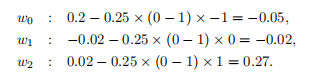 w₀ : 0.2 − 0.25 × (0 − 1) × −1 = −0.05,
w₁ : −0.02 − 0.25 × (0 − 1) × 0 = −0.02,
w₂ : 0.02 − 0.25 × (0 − 1) × 1 = 0.27.